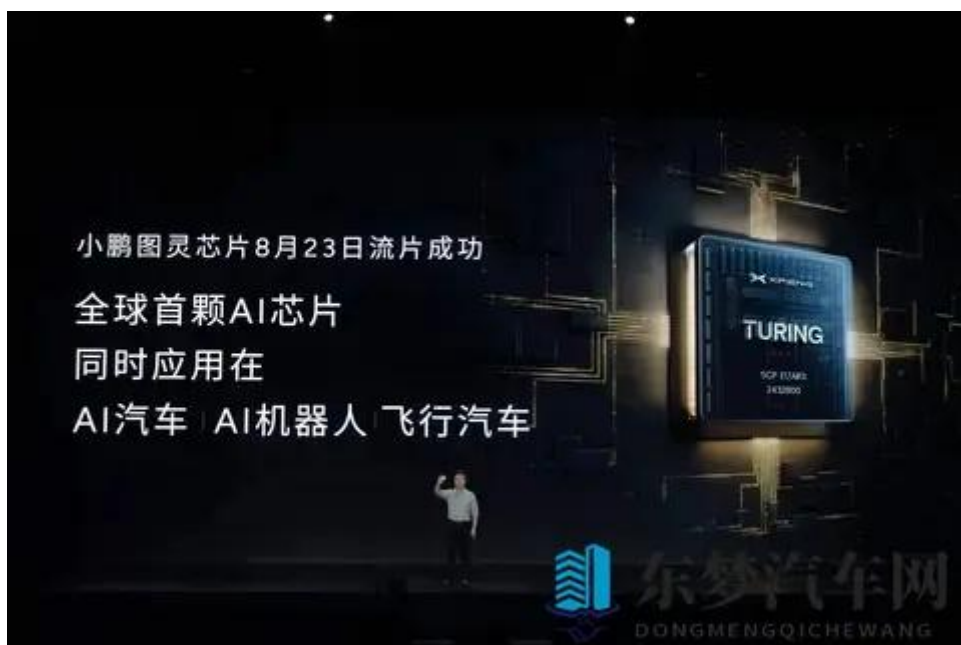 小鹏图灵芯片8月23日流片成功
全球首颗AI芯片
同时应用在
AI汽车 AI机器人 飞行汽车
XPENG
TURING
东梦汽车网
DONGMENGQICHEWANG